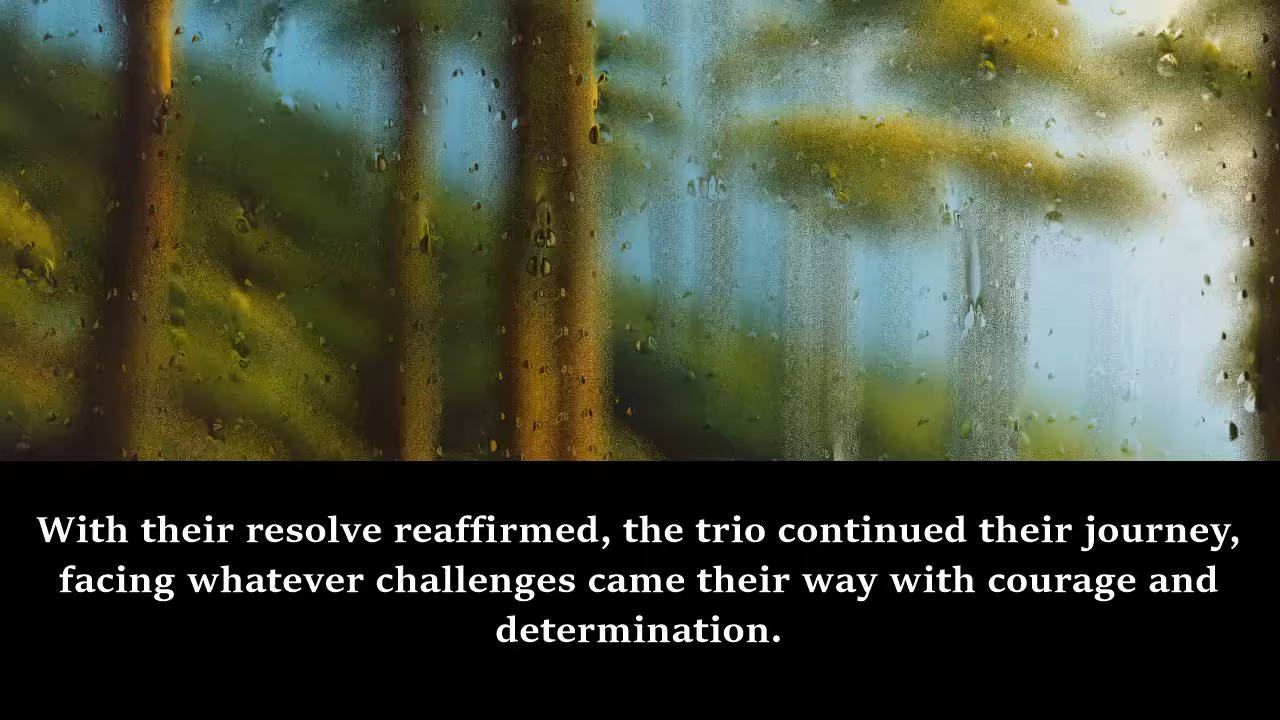 With their resolve reaffirmed, the trio continued their journey,
facing whatever challenges came their way with courage and
determination.